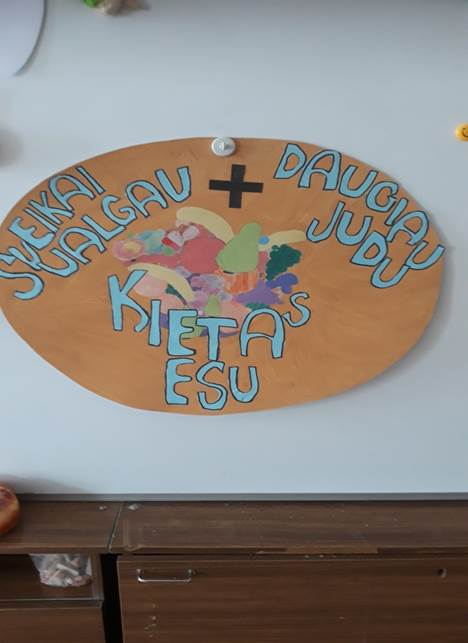 SVEIKAI
VALGAU
+
DAUGIAU
JUDU
KIETAS
ESU